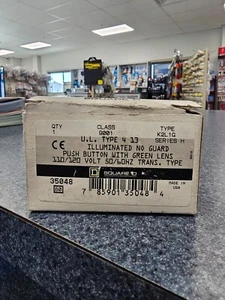 QTY CLASS TYPE
1 9001 K2L1G
U.L. TYPE 4 13 SERIES H
CE ILLUMINATED NO GUARD
PUSH BUTTON WITH GREEN LENS
110/120 VOLT 50/60HZ TRANS. TYPE
35048 D SQUARE D MADE IN USA
7 85901 35048 4